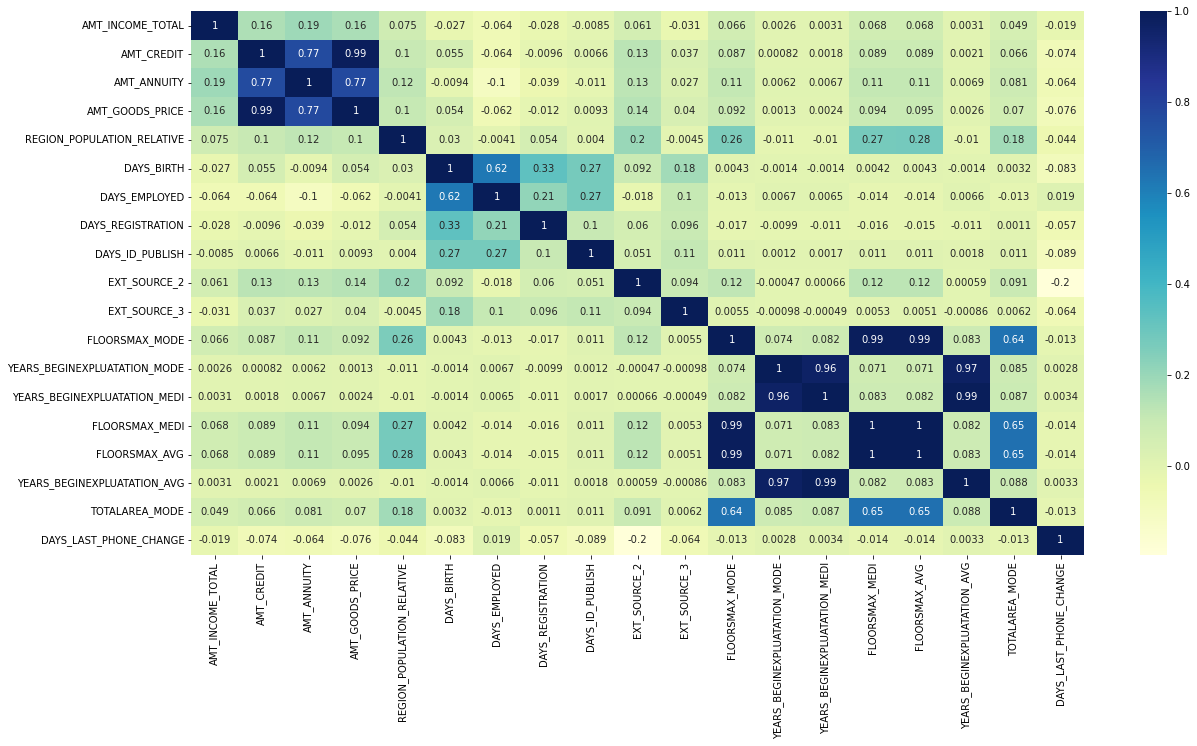 AMT_INCOME_TOTAL 1 0.16 0.19 0.16 0.075 -0.027 -0.064 -0.028 -0.0085 0.061 -0.031 0.066 0.0026 0.0031 0.068 0.068 0.0031 0.049 -0.019
AMT_CREDIT 0.16 1 0.77 0.99 0.1 0.055 -0.064 -0.0096 0.0066 0.13 0.037 0.087 0.00082 0.0018 0.089 0.089 0.0021 0.066 -0.074
AMT_ANNUITY 0.19 0.77 1 0.77 0.12 -0.0094 -0.1 -0.039 -0.011 0.13 0.027 0.11 0.0062 0.0067 0.11 0.11 0.0069 0.081 -0.064
AMT_GOODS_PRICE 0.16 0.99 0.77 1 0.1 0.054 -0.062 -0.012 0.0093 0.14 0.04 0.092 0.0013 0.0024 0.094 0.095 0.0026 0.07 -0.076
REGION_POPULATION_RELATIVE 0.075 0.1 0.12 0.1 1 0.03 -0.0041 0.054 0.004 0.2 -0.0045 0.26 -0.011 -0.01 0.27 0.28 -0.01 0.18 -0.044
DAYS_BIRTH -0.027 0.055 -0.0094 0.054 0.03 1 0.62 0.33 0.27 0.092 0.18 0.0043 -0.0014 -0.0014 0.0042 0.0043 -0.0014 0.0032 -0.083
DAYS_EMPLOYED -0.064 -0.064 -0.1 -0.062 -0.0041 0.62 1 0.21 0.27 -0.018 0.1 -0.013 0.0067 0.0065 -0.014 -0.014 0.0066 -0.013 0.019
DAYS_REGISTRATION -0.028 -0.0096 -0.039 -0.012 0.054 0.33 0.21 1 0.1 0.06 0.096 -0.017 -0.0099 -0.011 -0.016 -0.015 -0.011 0.0011 -0.057
DAYS_ID_PUBLISH -0.0085 0.0066 -0.011 0.0093 0.004 0.27 0.27 0.1 1 0.051 0.11 0.011 0.0012 0.0017 0.011 0.011 0.0018 0.011 -0.089
EXT_SOURCE_2 0.061 0.13 0.13 0.14 0.2 0.092 -0.018 0.06 0.051 1 0.094 0.12 -0.00047 0.00066 0.12 0.12 0.00059 0.091 -0.2
EXT_SOURCE_3 -0.031 0.037 0.027 0.04 -0.0045 0.18 0.1 0.096 0.11 0.094 1 0.0055 -0.00098 -0.00049 0.0053 0.0051 -0.00086 0.0062 -0.064
FLOORSMAX_MODE 0.066 0.087 0.11 0.092 0.26 0.0043 -0.013 -0.017 0.011 0.12 0.0055 1 0.074 0.082 0.99 0.99 0.083 0.64 -0.013
YEARS_BEGINEXPLUATATION_MODE 0.0026 0.00082 0.0062 0.0013 -0.011 -0.0014 0.0067 -0.0099 0.0012 -0.00047 -0.00098 0.074 1 0.96 0.071 0.071 0.97 0.085 0.0028
YEARS_BEGINEXPLUATATION_MEDI 0.0031 0.0018 0.0067 0.0024 -0.01 -0.0014 0.0065 -0.011 0.0017 0.00066 -0.00049 0.082 0.96 1 0.083 0.082 0.99 0.087 0.0034
FLOORSMAX_MEDI 0.068 0.089 0.11 0.094 0.27 0.0042 -0.014 -0.016 0.011 0.12 0.0053 0.99 0.071 0.083 1 1 0.082 0.65 -0.014
FLOORSMAX_AVG 0.068 0.089 0.11 0.095 0.28 0.0043 -0.014 -0.015 0.011 0.12 0.0051 0.99 0.071 0.082 1 1 0.083 0.65 -0.014
YEARS_BEGINEXPLUATATION_AVG 0.0031 0.0021 0.0069 0.0026 -0.01 -0.0014 0.0066 -0.011 0.0018 0.00059 -0.00086 0.083 0.97 0.99 0.082 0.083 1 0.088 0.0033
TOTALAREA_MODE 0.049 0.066 0.081 0.07 0.18 0.0032 -0.013 0.0011 0.011 0.091 0.0062 0.64 0.085 0.087 0.65 0.65 0.088 1 -0.013
DAYS_LAST_PHONE_CHANGE -0.019 -0.074 -0.064 -0.076 -0.044 -0.083 0.019 -0.057 -0.089 -0.2 -0.064 -0.013 0.0028 0.0034 -0.014 -0.014 0.0033 -0.013 1
AMT_INCOME_TOTAL
AMT_CREDIT
AMT_ANNUITY
AMT_GOODS_PRICE
REGION_POPULATION_RELATIVE
DAYS_BIRTH
DAYS_EMPLOYED
DAYS_REGISTRATION
DAYS_ID_PUBLISH
EXT_SOURCE_2
EXT_SOURCE_3
FLOORSMAX_MODE
YEARS_BEGINEXPLUATATION_MODE
YEARS_BEGINEXPLUATATION_MEDI
FLOORSMAX_MEDI
FLOORSMAX_AVG
YEARS_BEGINEXPLUATATION_AVG
TOTALAREA_MODE
DAYS_LAST_PHONE_CHANGE
1.0
0.8
0.6
0.4
0.2
0.0